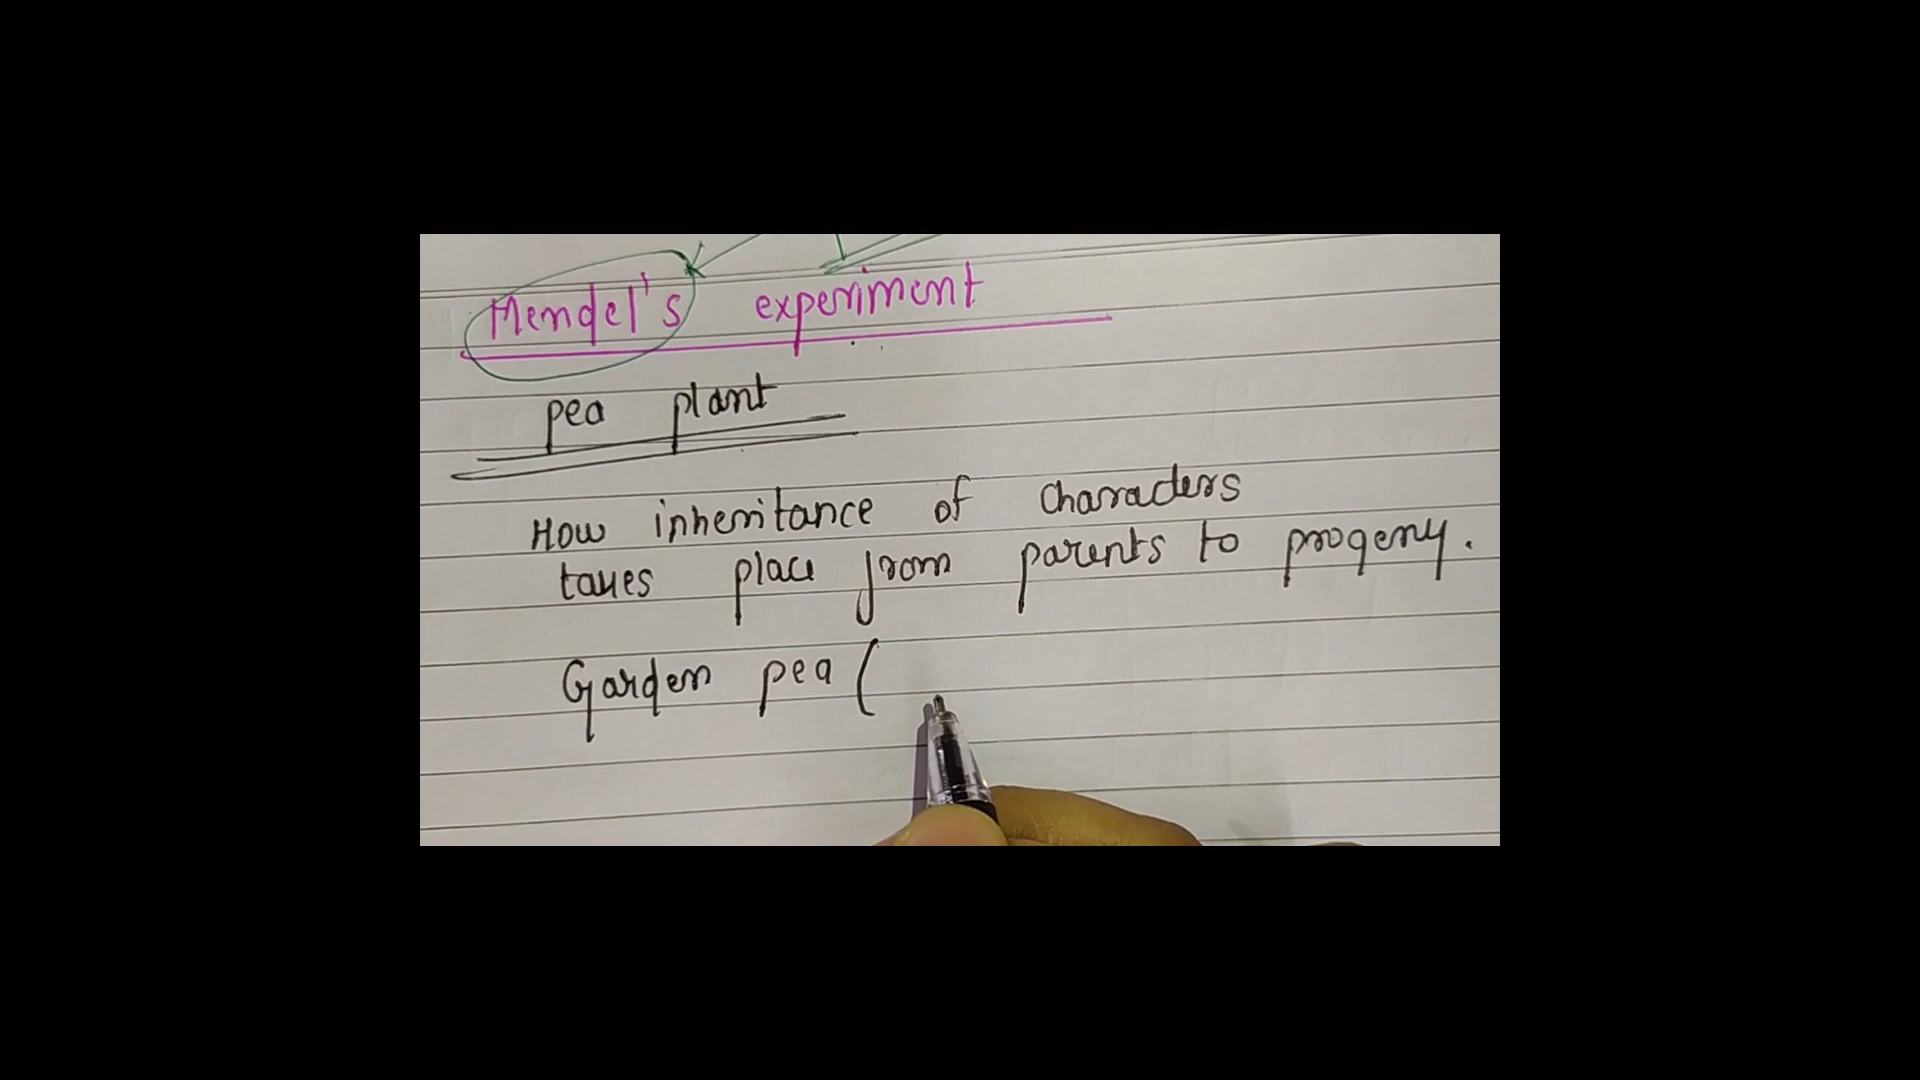 Mendel's experiment
pea plant
How inheritance of characters
takes place from parents to progeny.
Garden pea (